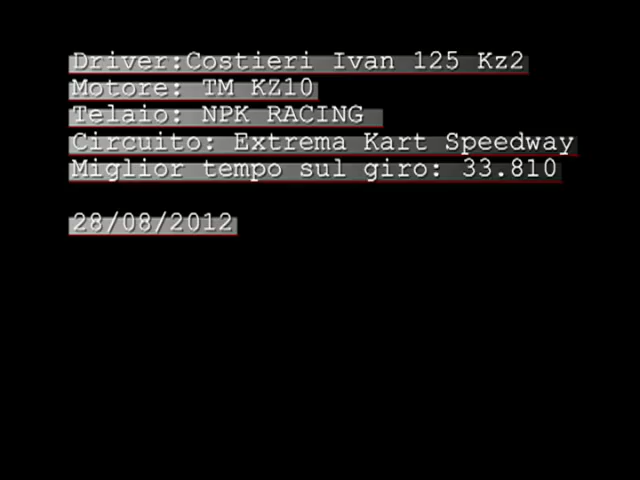 Driver:Costieri Ivan 125 Kz2
Motore: TM KZ10
Telaio: NPK RACING
Circuito: Extrema Kart Speedway
Miglior tempo sul giro: 33.810
28/08/2012